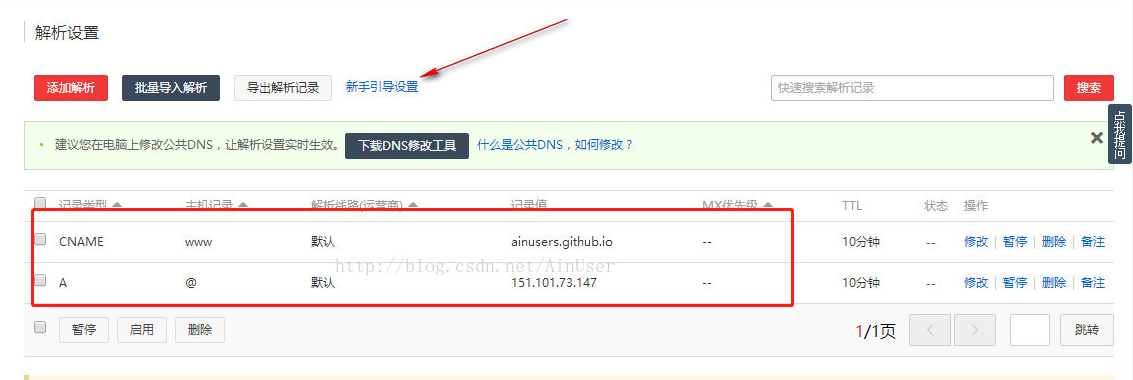 解析设置
添加解析 批量导入解析 导出解析记录 新手引导设置 快速搜索解析记录 搜索
点我提问
建议您在电脑上修改公共DNS，让解析设置实时生效。 下载DNS修改工具 什么是公共DNS，如何修改？
记录类型 主机记录 解析线路(运营商) 记录值 MX优先级 TTL 状态 操作
CNAME www 默认 ainusers.github.io -- 10分钟 -- 修改 | 暂停 | 删除 | 备注
http://blog.csdn.net/AinUser
A @ 默认 151.101.73.147 -- 10分钟 -- 修改 | 暂停 | 删除 | 备注
暂停 启用 删除 1/1页 < > 跳转